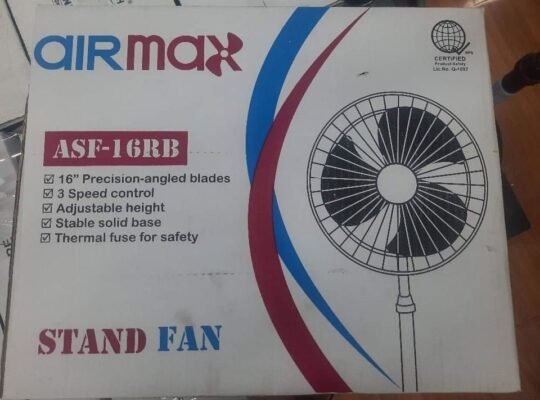 AIRMAX
BPS
CERTIFIED
Product Safety
ASF-16RB
☑ 16" Precision-angled blades
☑ 3 Speed control
☑ Adjustable height
☑ Stable solid base
☑ Thermal fuse for safety
STAND FAN